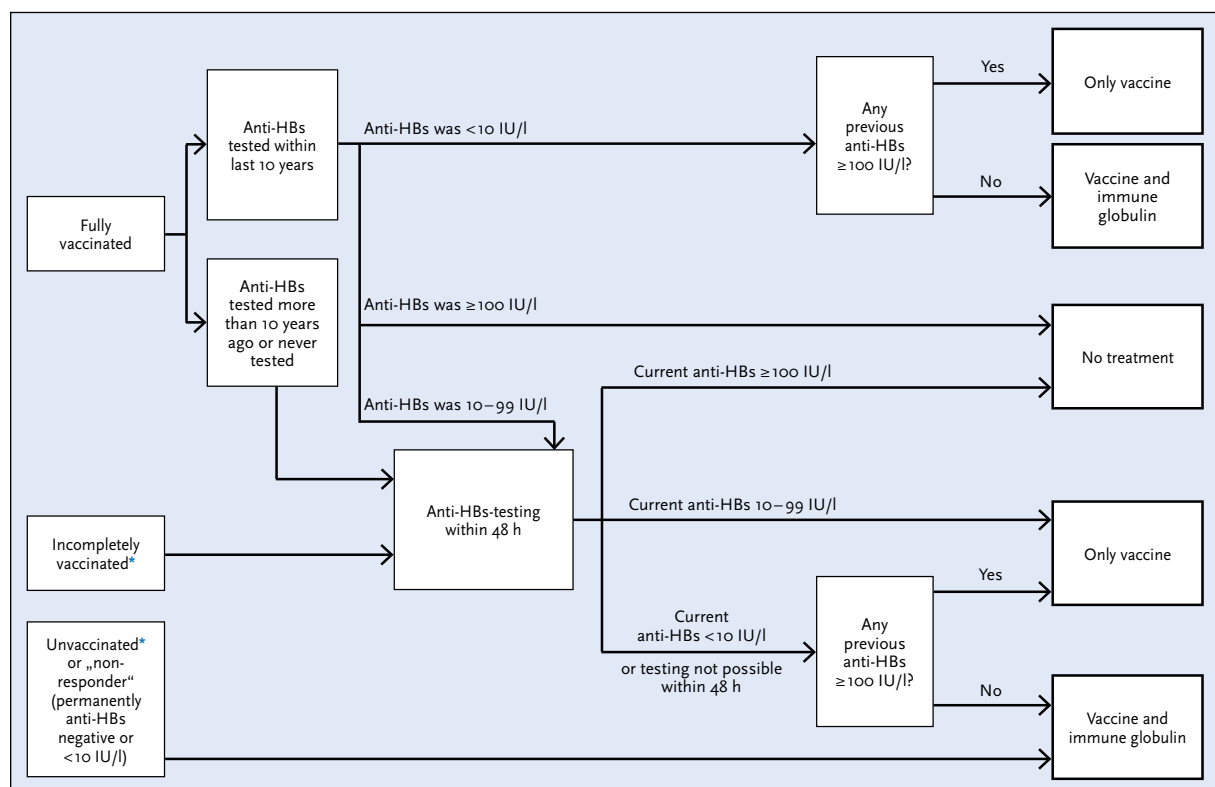 Yes
Only vaccine
Anti-HBs
tested within
last 10 years
Anti-HBs was <10 IU/l
Any
previous
anti-HBs
≥100 IU/l?
No
Vaccine and
immune
globulin
Fully
vaccinated
Anti-HBs
tested more
than 10 years
ago or never
tested
Anti-HBs was ≥100 IU/l
No treatment
Current anti-HBs ≥100 IU/l
Anti-HBs was 10–99 IU/l
Anti-HBs-testing
within 48 h
Current anti-HBs 10–99 IU/l
Only vaccine
Incompletely
vaccinated*
Yes
Current
anti-HBs <10 IU/l
or testing not possible
within 48 h
Any
previous
anti-HBs
≥100 IU/l?
No
Unvaccinated*
or „non-
responder“
(permanently
anti-HBs
negative or
<10 IU/l)
Vaccine and
immune globulin